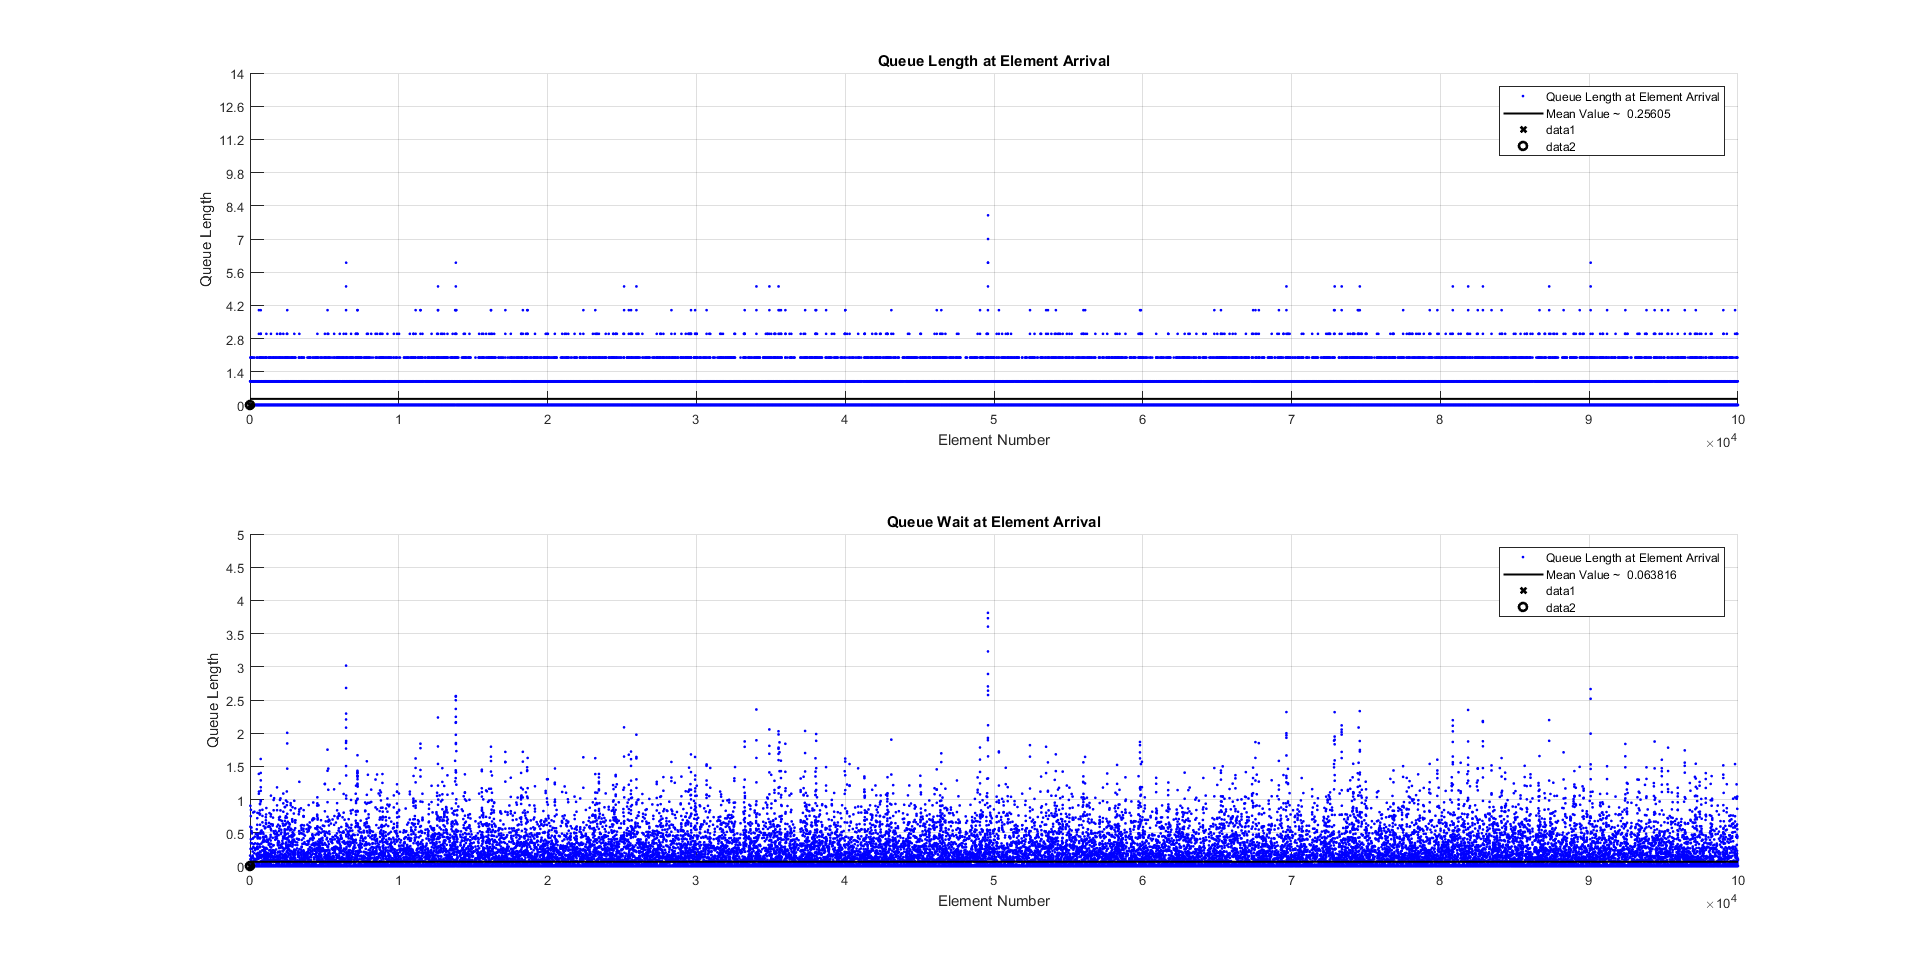 Queue Length at Element Arrival
14
12.6
11.2
9.8
8.4
7
5.6
4.2
2.8
1.4
0
Queue Length
Queue Length at Element Arrival
Mean Value ~ 0.25605
data1
data2
0 1 2 3 4 5 6 7 8 9 10
Element Number
×10^4
Queue Wait at Element Arrival
5
4.5
4
3.5
3
2.5
2
1.5
1
0.5
0
Queue Length
Queue Length at Element Arrival
Mean Value ~ 0.063816
data1
data2
0 1 2 3 4 5 6 7 8 9 10
Element Number
×10^4